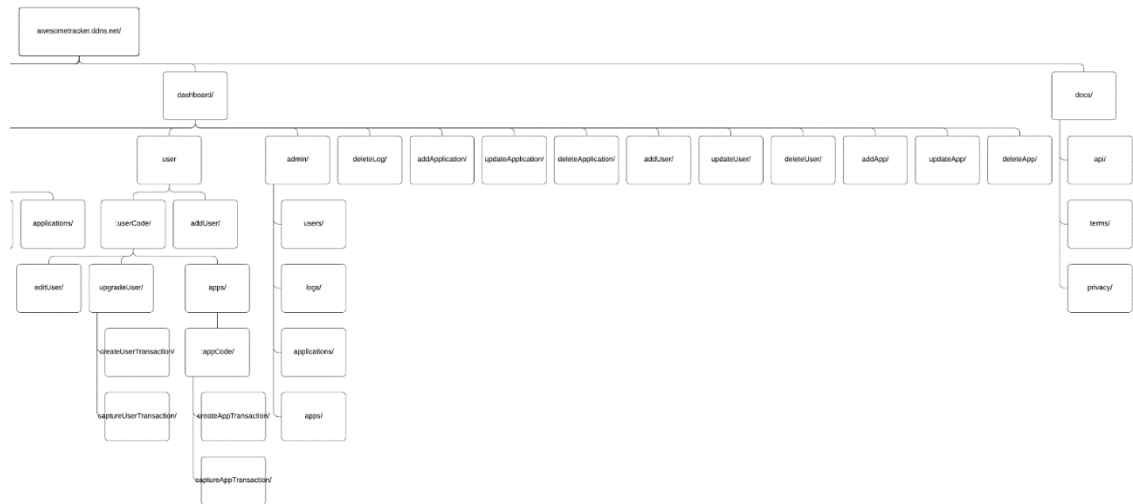 awesometracker.ddns.net/
dashboard/
docs/
user
admin/
deleteLog/
addApplication/
updateApplication/
deleteApplication/
addUser/
updateUser/
deleteUser/
addApp/
updateApp/
deleteApp/
api/
applications/
:userCode/
addUser/
users/
terms/
editUser/
upgradeUser/
apps/
logs/
privacy/
createUserTransaction/
:appCode/
applications/
captureUserTransaction/
createAppTransaction/
apps/
captureAppTransaction/